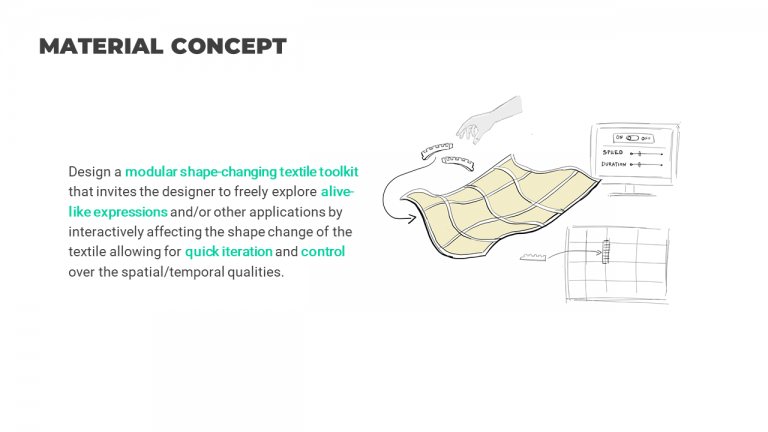 MATERIAL CONCEPT
Design a modular shape-changing textile toolkit
that invites the designer to freely explore alive-
like expressions and/or other applications by
interactively affecting the shape change of the
textile allowing for quick iteration and control
over the spatial/temporal qualities.
ON OFF
SPEED
DURATION